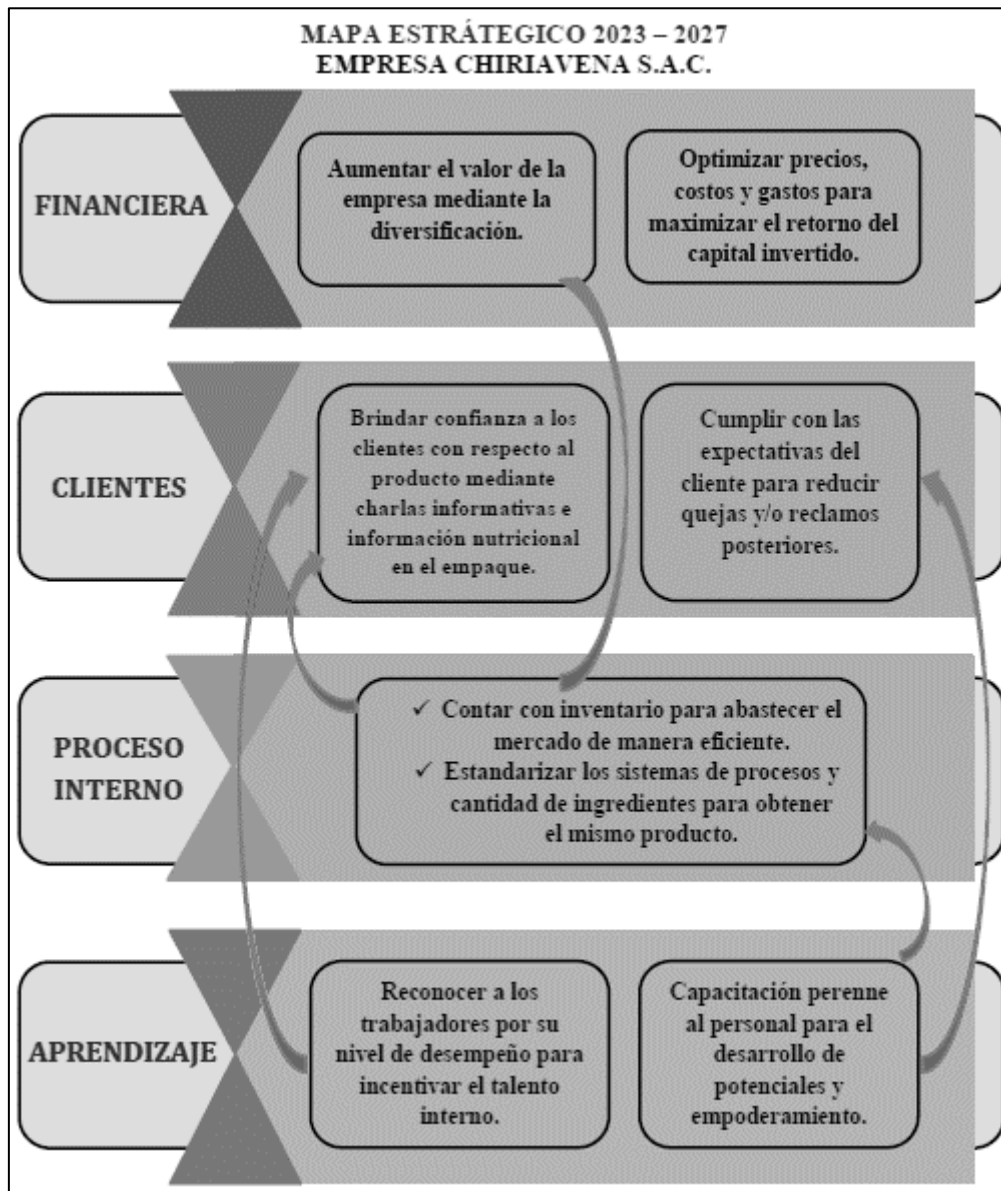 MAPA ESTRÁTEGICO 2023 – 2027
EMPRESA CHIRIAVENA S.A.C.
FINANCIERA
Aumentar el valor de la
empresa mediante la
diversificación.
Optimizar precios,
costos y gastos para
maximizar el retorno del
capital invertido.
CLIENTES
Brindar confianza a los
clientes con respecto al
producto mediante
charlas informativas e
información nutricional
en el empaque.
Cumplir con las
expectativas del
cliente para reducir
quejas y/o reclamos
posteriores.
PROCESO
INTERNO
✓ Contar con inventario para abastecer el
mercado de manera eficiente.
✓ Estandarizar los sistemas de procesos y
cantidad de ingredientes para obtener
el mismo producto.
APRENDIZAJE
Reconocer a los
trabajadores por su
nivel de desempeño para
incentivar el talento
interno.
Capacitación perenne
al personal para el
desarrollo de
potenciales y
empoderamiento.